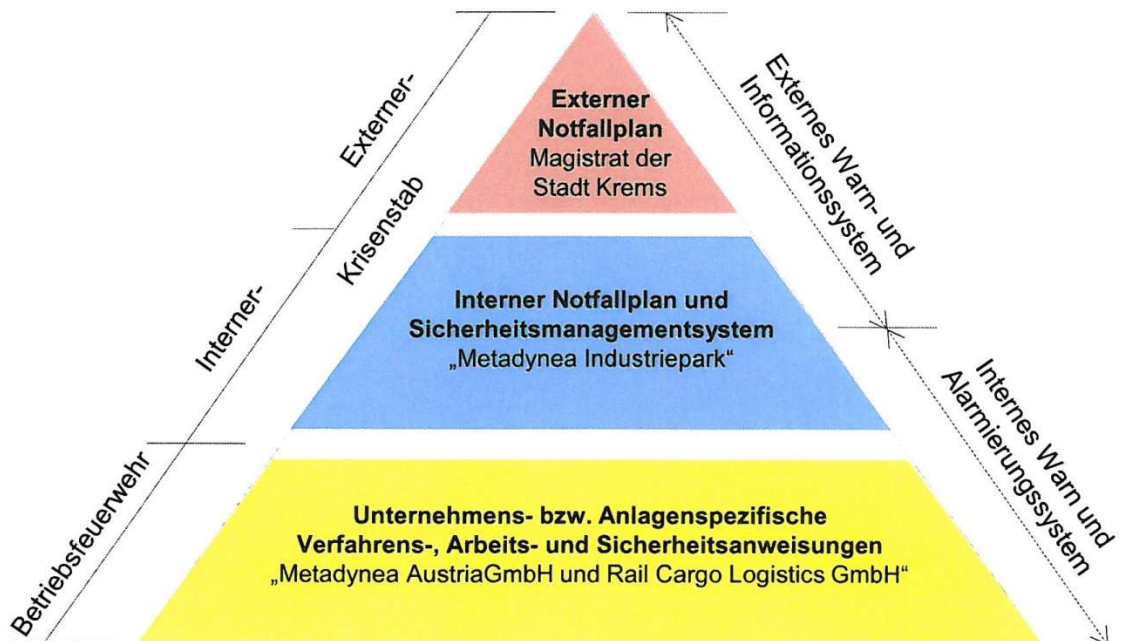 Externer
Notfallplan
Magistrat der
Stadt Krems
Interner Notfallplan und
Sicherheitsmanagementsystem
„Metadynea Industriepark“
Unternehmens- bzw. Anlagenspezifische
Verfahrens-, Arbeits- und Sicherheitsanweisungen
„Metadynea AustriaGmbH und Rail Cargo Logistics GmbH“
Externer-
Interner-
Krisenstab
Betriebsfeuerwehr
Externes Warn- und
Informationssystem
Internes Warn und
Alarmierungssystem